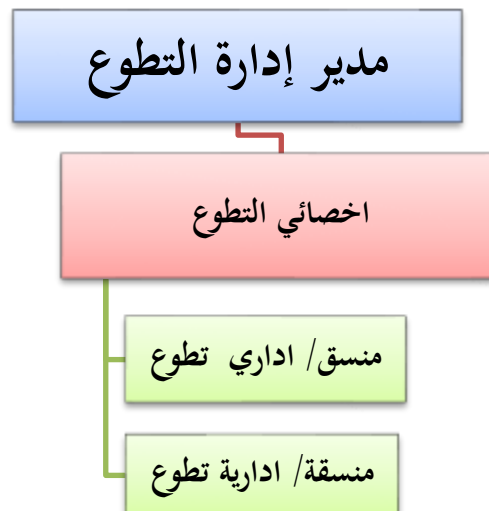 مدير إدارة التطوع
اخصائي التطوع
منسق/ اداري تطوع
منسقة/ ادارية تطوع